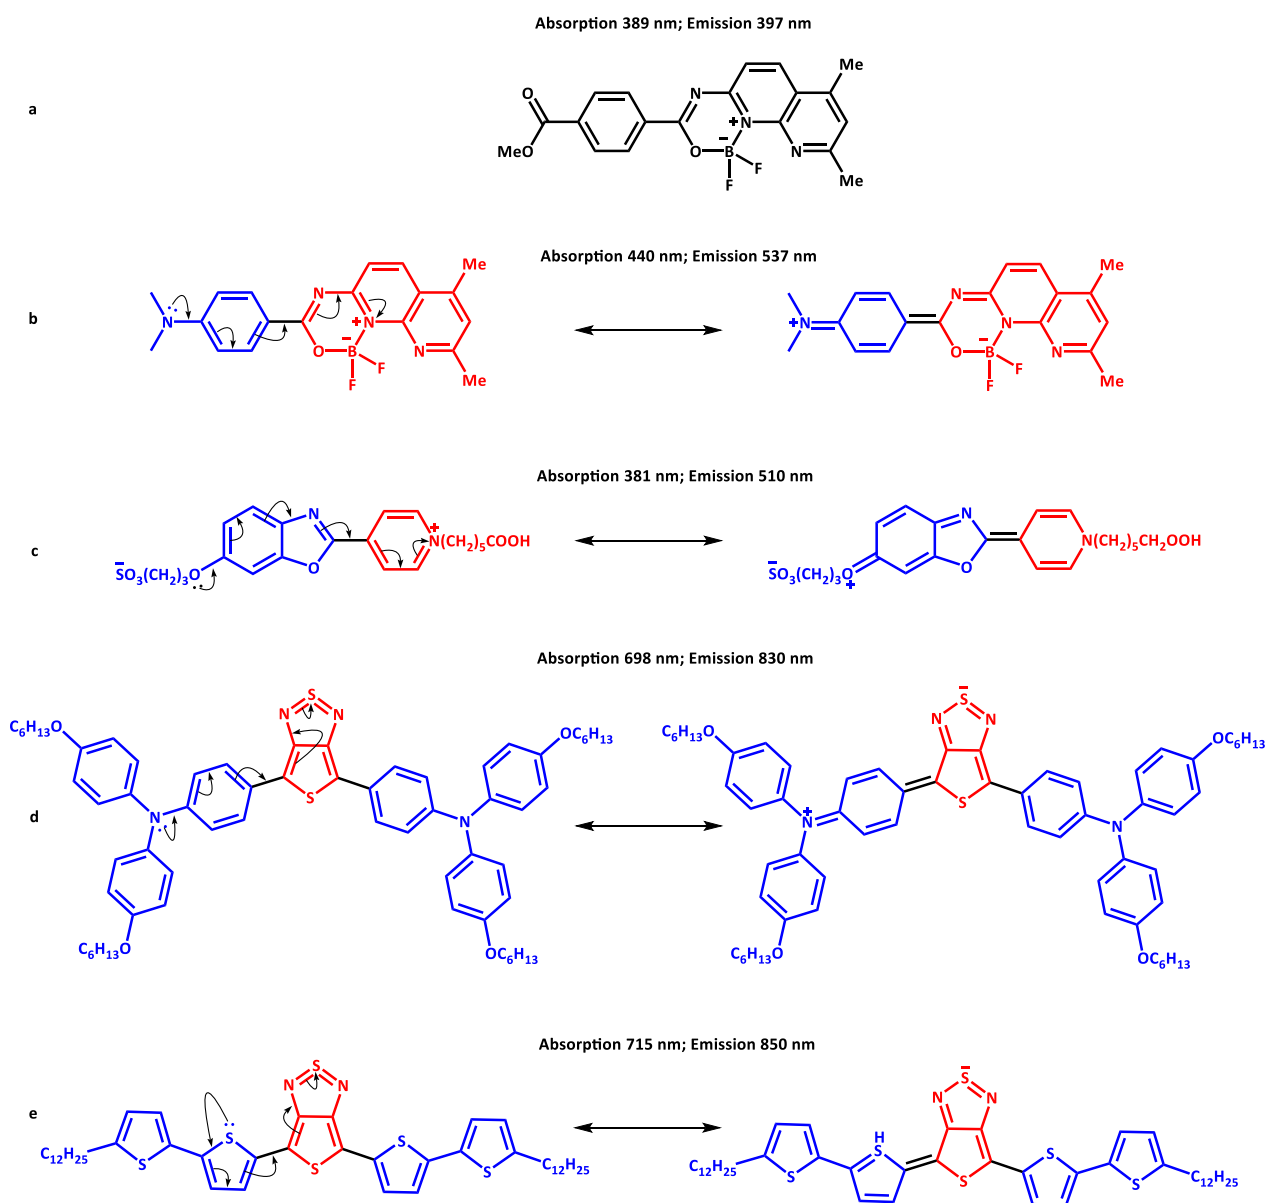 Absorption 389 nm; Emission 397 nm
a
O
MeO
N
N
+
−
O
B
F
F
N
Me
Me
Absorption 440 nm; Emission 537 nm
b
N
N
N
+
−
O
B
F
F
N
Me
Me
N
+
N
N
−
O
B
F
F
N
Me
Me
Absorption 381 nm; Emission 510 nm
c
−
SO3(CH2)3O
N
O
+
N(CH2)5COOH
−
SO3(CH2)3O
+
N
O
N(CH2)5CH2OOH
Absorption 698 nm; Emission 830 nm
d
C6H13O
OC6H13
N
S
N
S
N
N
C6H13O
OC6H13
C6H13O
OC6H13
−
N
S
N
S
N
+
N
C6H13O
OC6H13
Absorption 715 nm; Emission 850 nm
e
N
S
N
S
S
S
S
S
C12H25
C12H25
−
N
S
N
H
S
S
S
S
S
C12H25
C12H25